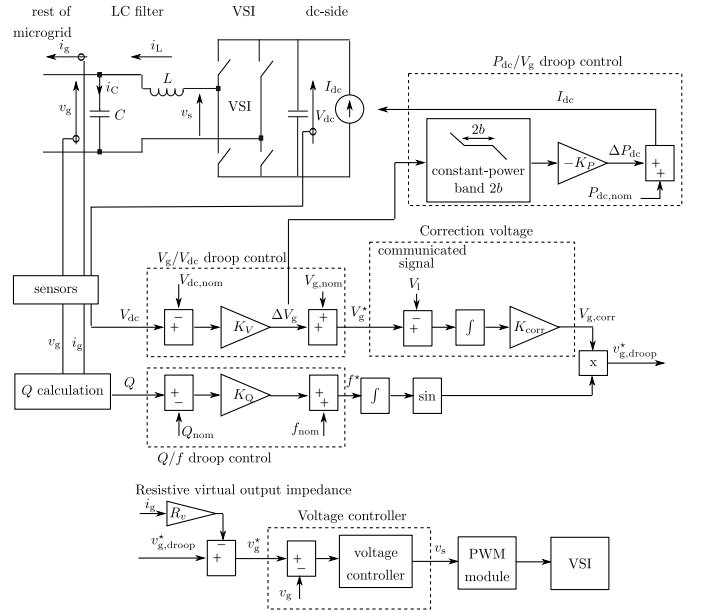 rest of microgrid
LC filter
VSI
dc-side
i_g
i_L
L
i_C
C
v_g
v_s
VSI
I_dc
V_dc
P_dc/V_g droop control
I_dc
2b
constant-power
band 2b
−K_P
ΔP_dc
+
+
P_dc,nom
V_g/V_dc droop control
V_dc,nom
V_g,nom
V_dc
−
+
K_V
ΔV_g
+
+
V_g*
Correction voltage
communicated
signal
V_l
−
+
∫
K_corr
V_g,corr
x
v*_g,droop
sensors
v_g
i_g
Q calculation
Q
+
−
K_Q
Q_nom
+
+
f_nom
f*
∫
sin
Q/f droop control
Resistive virtual output impedance
i_g
R_v
v*_g,droop
−
+
v*_g
Voltage controller
+
−
v_g
voltage
controller
v_s
PWM
module
VSI